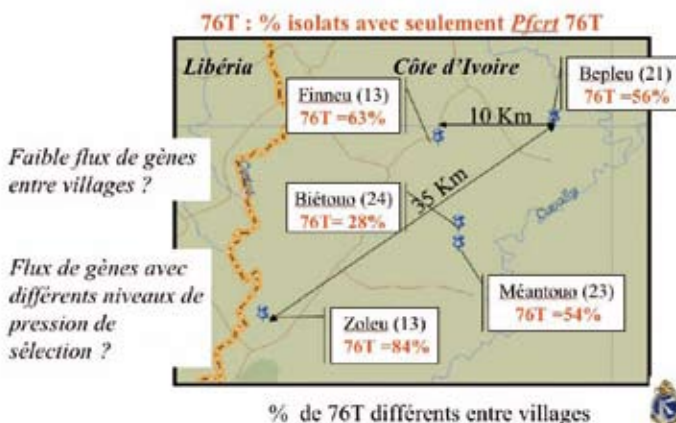 76T : % isolats avec seulement Pfcrt 76T
Libéria
Côte d'Ivoire
Bepleu (21)
76T =56%
Finneu (13)
76T =63%
10 Km
Faible flux de gènes
entre villages ?
Biétouo (24)
76T= 28%
35 Km
Cavally
Flux de gènes avec
différents niveaux de
pression de
sélection ?
Méantouo (23)
76T =54%
Zoleu (13)
76T =84%
% de 76T différents entre villages